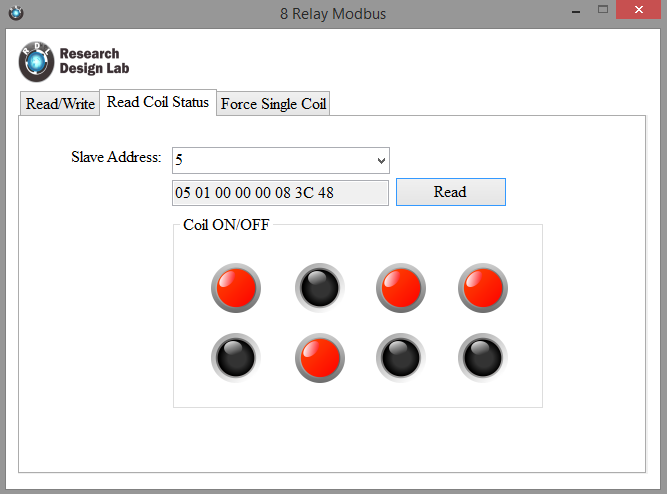 8 Relay Modbus
RDL
Research
Design Lab
Read/Write
Read Coil Status
Force Single Coil
Slave Address:
5
05 01 00 00 00 08 3C 48
Read
Coil ON/OFF